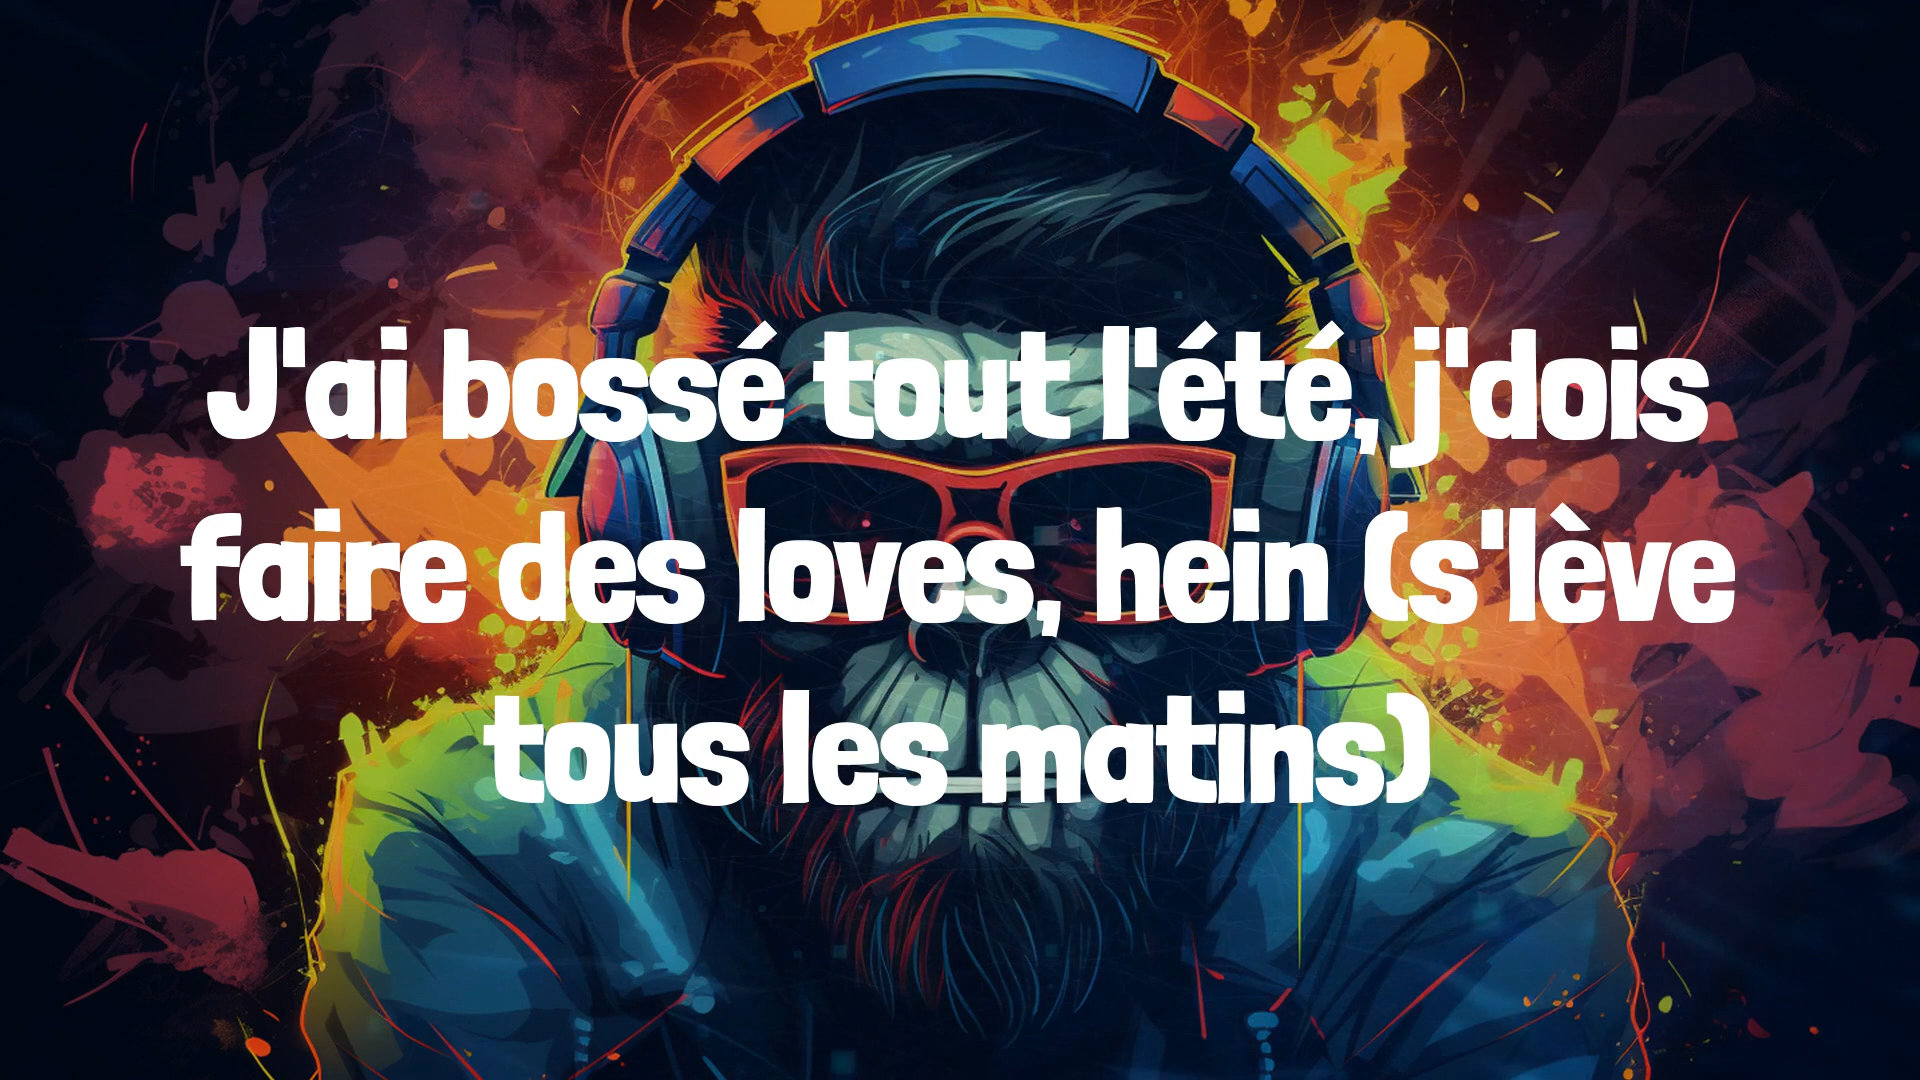 J'ai bossé tout l'été, j'dois
faire des loves, hein (s'lève
tous les matins)